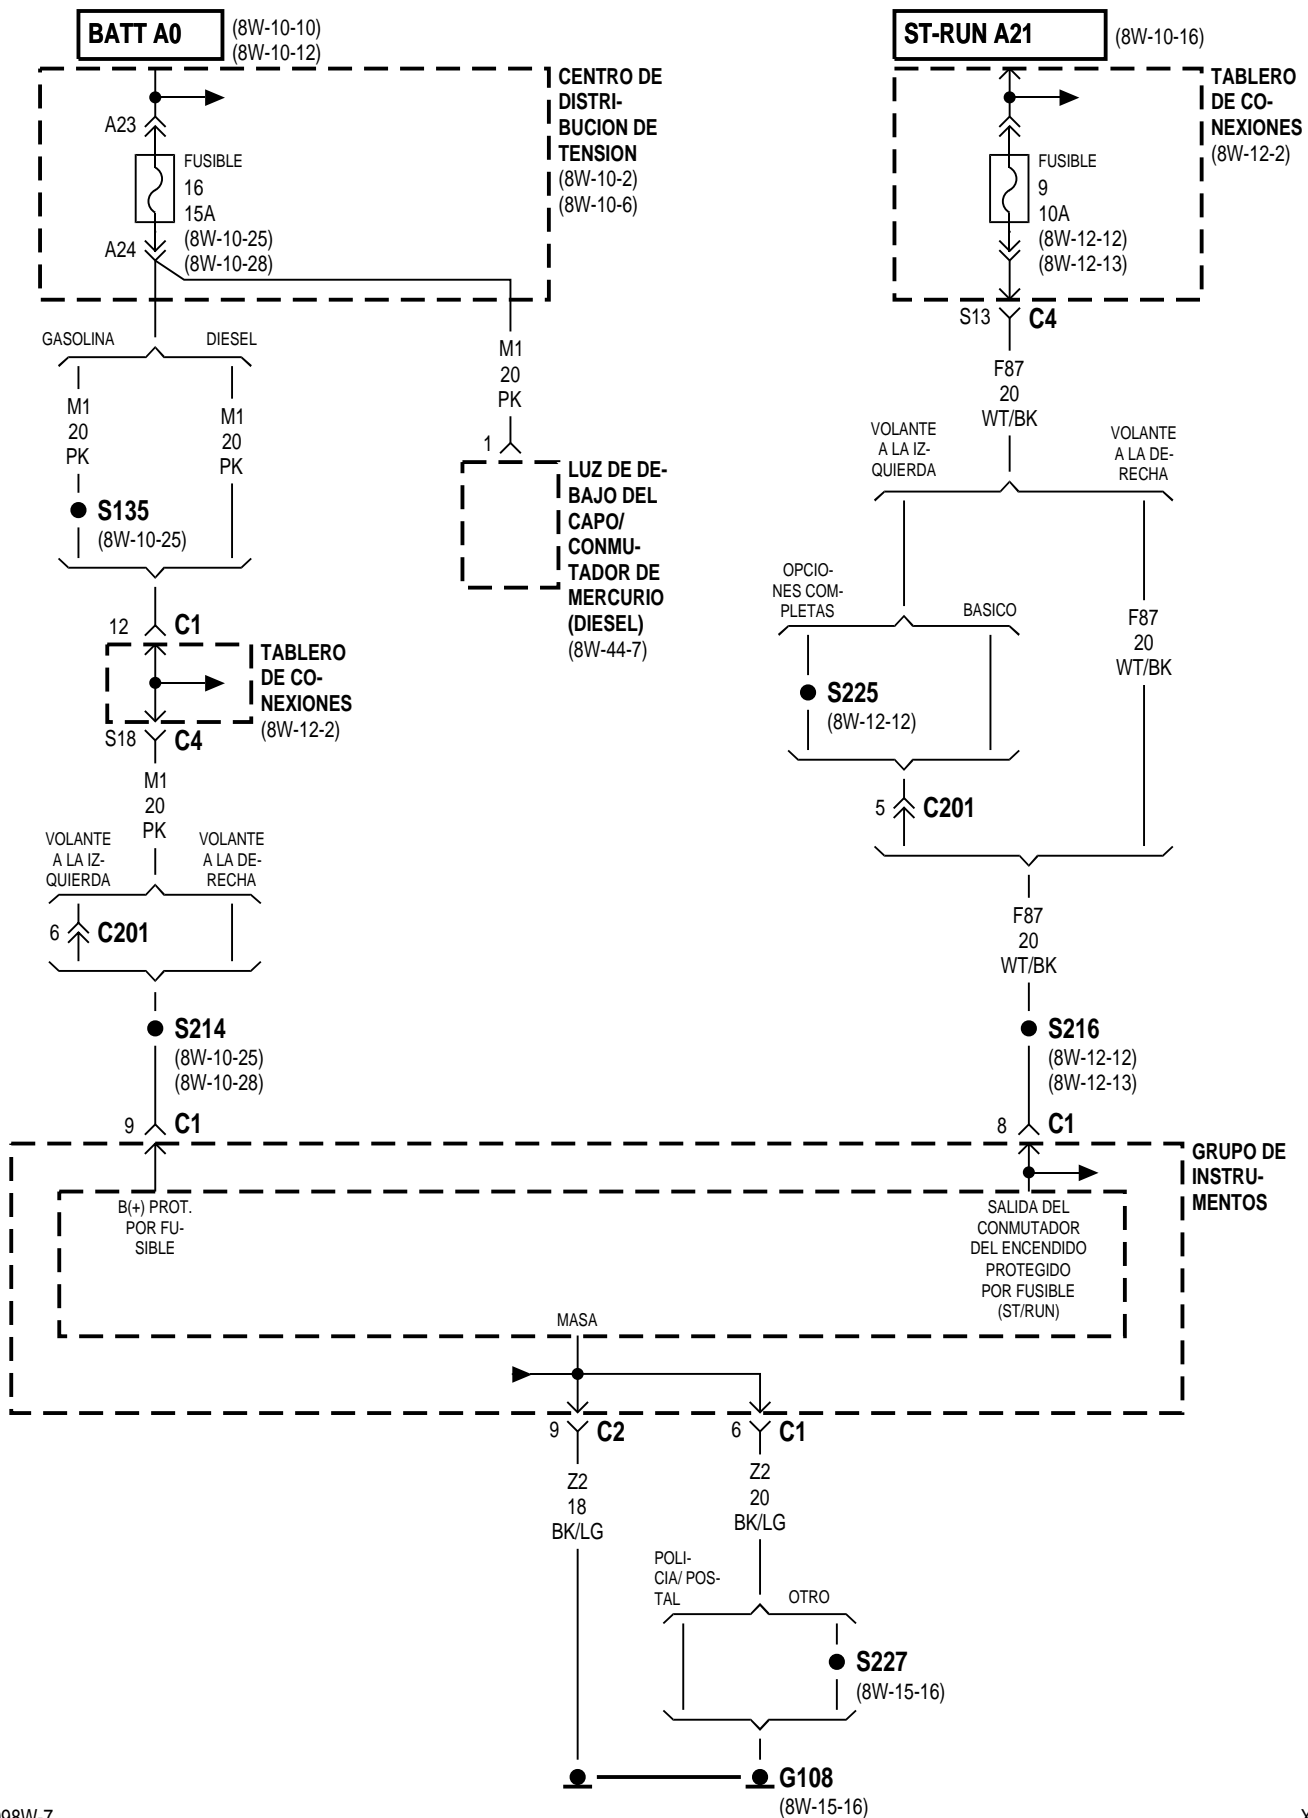 BATT A0
(8W-10-10)
(8W-10-12)
ST-RUN A21
(8W-10-16)
CENTRO DE
DISTRI-
BUCION DE
TENSION
(8W-10-2)
(8W-10-6)
A23
FUSIBLE
16
15A
(8W-10-25)
(8W-10-28)
A24
TABLERO
DE CO-
NEXIONES
(8W-12-2)
FUSIBLE
9
10A
(8W-12-12)
(8W-12-13)
S13
C4
F87
20
WT/BK
GASOLINA
DIESEL
M1
20
PK
M1
20
PK
M1
20
PK
1
LUZ DE DE-
BAJO DEL
CAPO/
CONMU-
TADOR DE
MERCURIO
(DIESEL)
(8W-44-7)
S135
(8W-10-25)
12
C1
TABLERO
DE CO-
NEXIONES
(8W-12-2)
S18
C4
M1
20
PK
VOLANTE
A LA IZ-
QUIERDA
VOLANTE
A LA DE-
RECHA
6
C201
S214
(8W-10-25)
(8W-10-28)
9
C1
VOLANTE
A LA IZ-
QUIERDA
VOLANTE
A LA DE-
RECHA
OPCIO-
NES COM-
PLETAS
BASICO
S225
(8W-12-12)
F87
20
WT/BK
5
C201
F87
20
WT/BK
S216
(8W-12-12)
(8W-12-13)
8
C1
GRUPO DE
INSTRU-
MENTOS
B(+) PROT.
POR FU-
SIBLE
SALIDA DEL
CONMUTADOR
DEL ENCENDIDO
PROTEGIDO
POR FUSIBLE
(ST/RUN)
MASA
9
C2
6
C1
Z2
18
BK/LG
Z2
20
BK/LG
POLI-
CIA/ POS-
TAL
OTRO
S227
(8W-15-16)
G108
(8W-15-16)